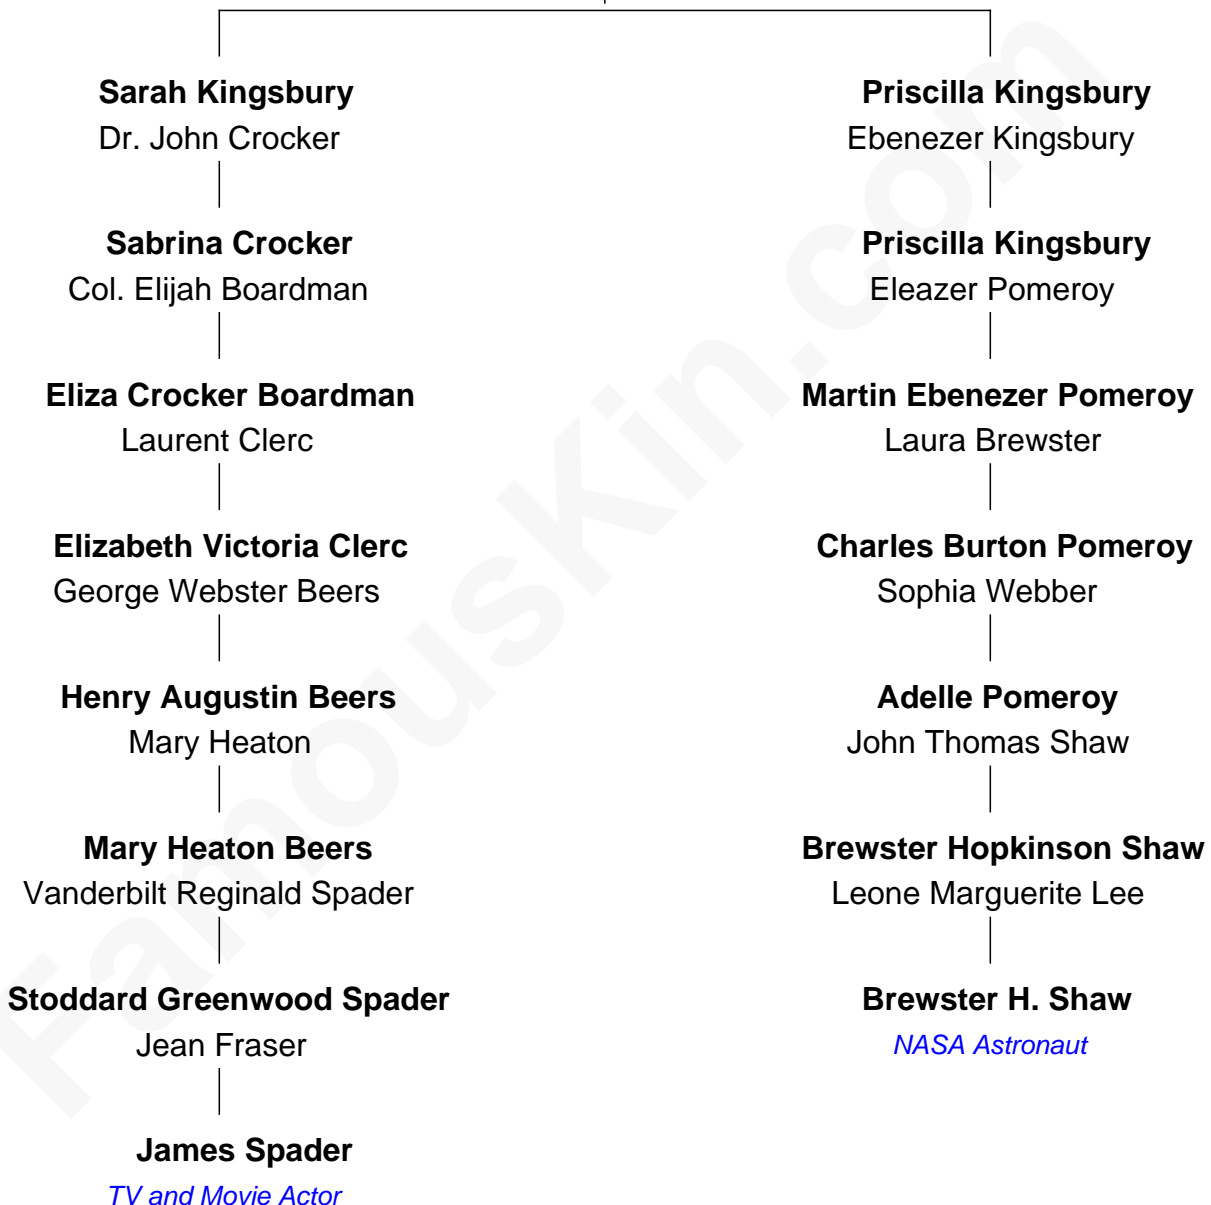 Sarah Kingsbury
Dr. John Crocker
Priscilla Kingsbury
Ebenezer Kingsbury
Sabrina Crocker
Col. Elijah Boardman
Priscilla Kingsbury
Eleazer Pomeroy
Eliza Crocker Boardman
Laurent Clerc
Martin Ebenezer Pomeroy
Laura Brewster
Elizabeth Victoria Clerc
George Webster Beers
Charles Burton Pomeroy
Sophia Webber
Henry Augustin Beers
Mary Heaton
Adelle Pomeroy
John Thomas Shaw
Mary Heaton Beers
Vanderbilt Reginald Spader
Brewster Hopkinson Shaw
Leone Marguerite Lee
Stoddard Greenwood Spader
Jean Fraser
Brewster H. Shaw
NASA Astronaut
James Spader
TV and Movie Actor
FamousKin.com